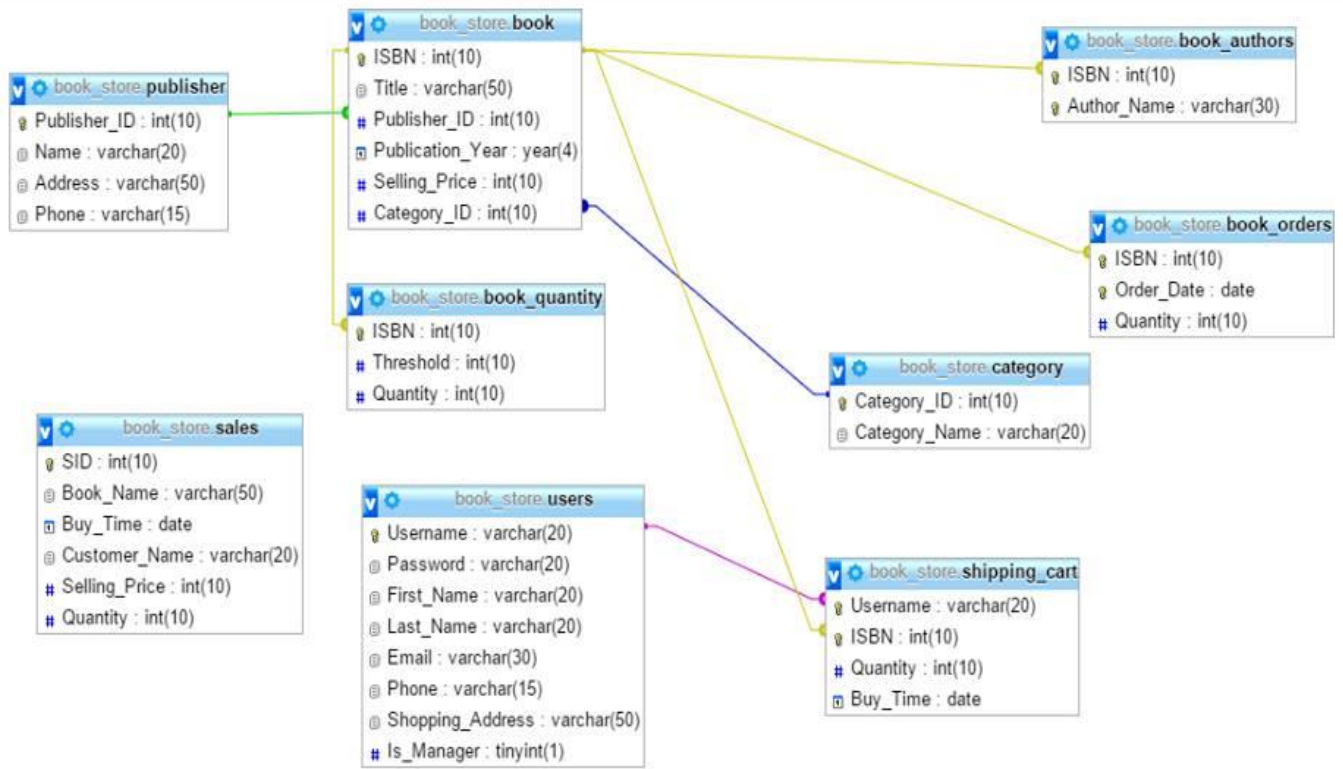 book_store.publisher
Publisher_ID : int(10)
Name : varchar(20)
Address : varchar(50)
Phone : varchar(15)
book_store.book
ISBN : int(10)
Title : varchar(50)
Publisher_ID : int(10)
Publication_Year : year(4)
Selling_Price : int(10)
Category_ID : int(10)
book_store.book_authors
ISBN : int(10)
Author_Name : varchar(30)
book_store.book_orders
ISBN : int(10)
Order_Date : date
Quantity : int(10)
book_store.book_quantity
ISBN : int(10)
Threshold : int(10)
Quantity : int(10)
book_store.category
Category_ID : int(10)
Category_Name : varchar(20)
book_store.sales
SID : int(10)
Book_Name : varchar(50)
Buy_Time : date
Customer_Name : varchar(20)
Selling_Price : int(10)
Quantity : int(10)
book_store.users
Username : varchar(20)
Password : varchar(20)
First_Name : varchar(20)
Last_Name : varchar(20)
Email : varchar(30)
Phone : varchar(15)
Shopping_Address : varchar(50)
Is_Manager : tinyint(1)
book_store.shipping_cart
Username : varchar(20)
ISBN : int(10)
Quantity : int(10)
Buy_Time : date